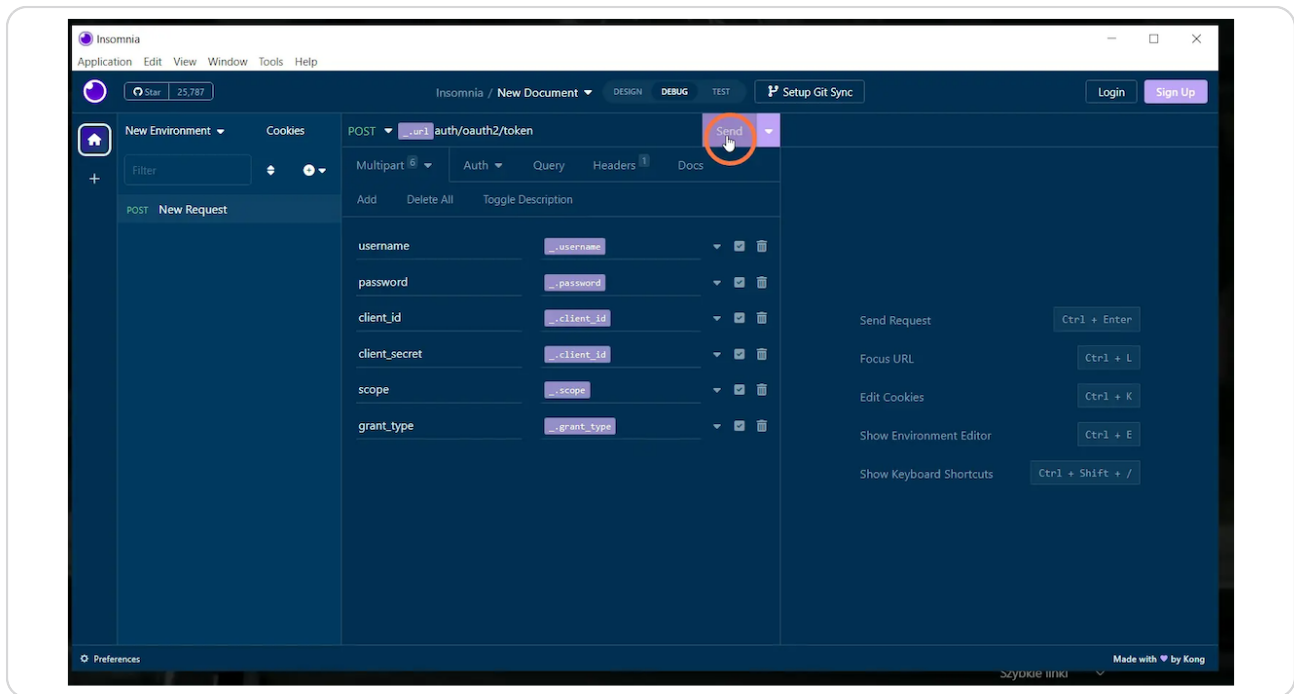 Insomnia
Application Edit View Window Tools Help
Star 25,787
Insomnia / New Document
DESIGN DEBUG TEST
Setup Git Sync
Login Sign Up
New Environment Cookies
POST _.url auth/oauth2/token
Send
Filter
Multipart 6 Auth Query Headers 1 Docs
Add Delete All Toggle Description
POST New Request
username _.username
password _.password
client_id _.client_id
client_secret _.client_id
scope _.scope
grant_type _.grant_type
Send Request Ctrl + Enter
Focus URL Ctrl + L
Edit Cookies Ctrl + K
Show Environment Editor Ctrl + E
Show Keyboard Shortcuts Ctrl + Shift + /
Preferences
Made with by Kong
Szybkie linki